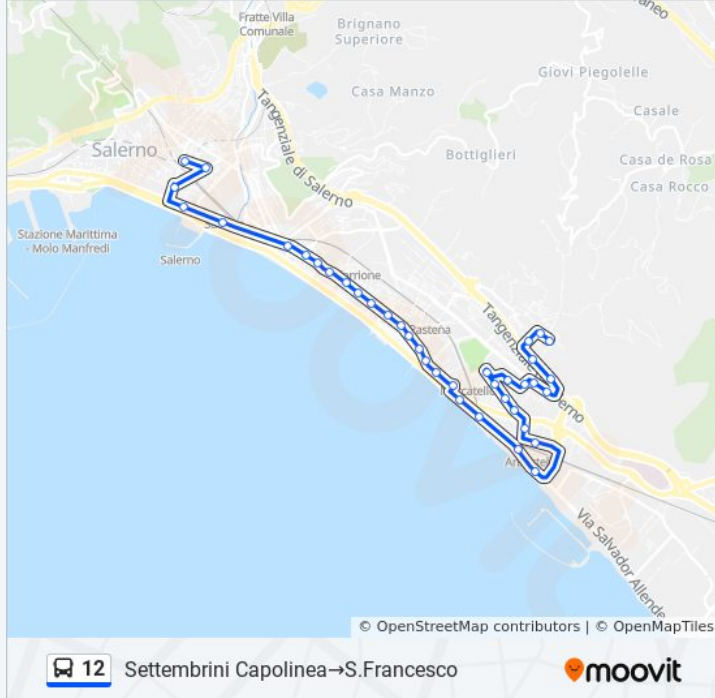 aneo
Fratte Villa
Comunale
Brignano
Superiore
Giovi Piegolelle
Casa Manzo
Casale
Tangenziale di Salerno
Salerno
Bottiglieri
Casa de Rosa
Casa Rocco
Stazione Marittima
- Molo Manfredi
Salerno
Pastena
Via Salvador Allende
© OpenStreetMap contributors | © OpenMapTiles
12 Settembrini Capolinea→S.Francesco
moovit